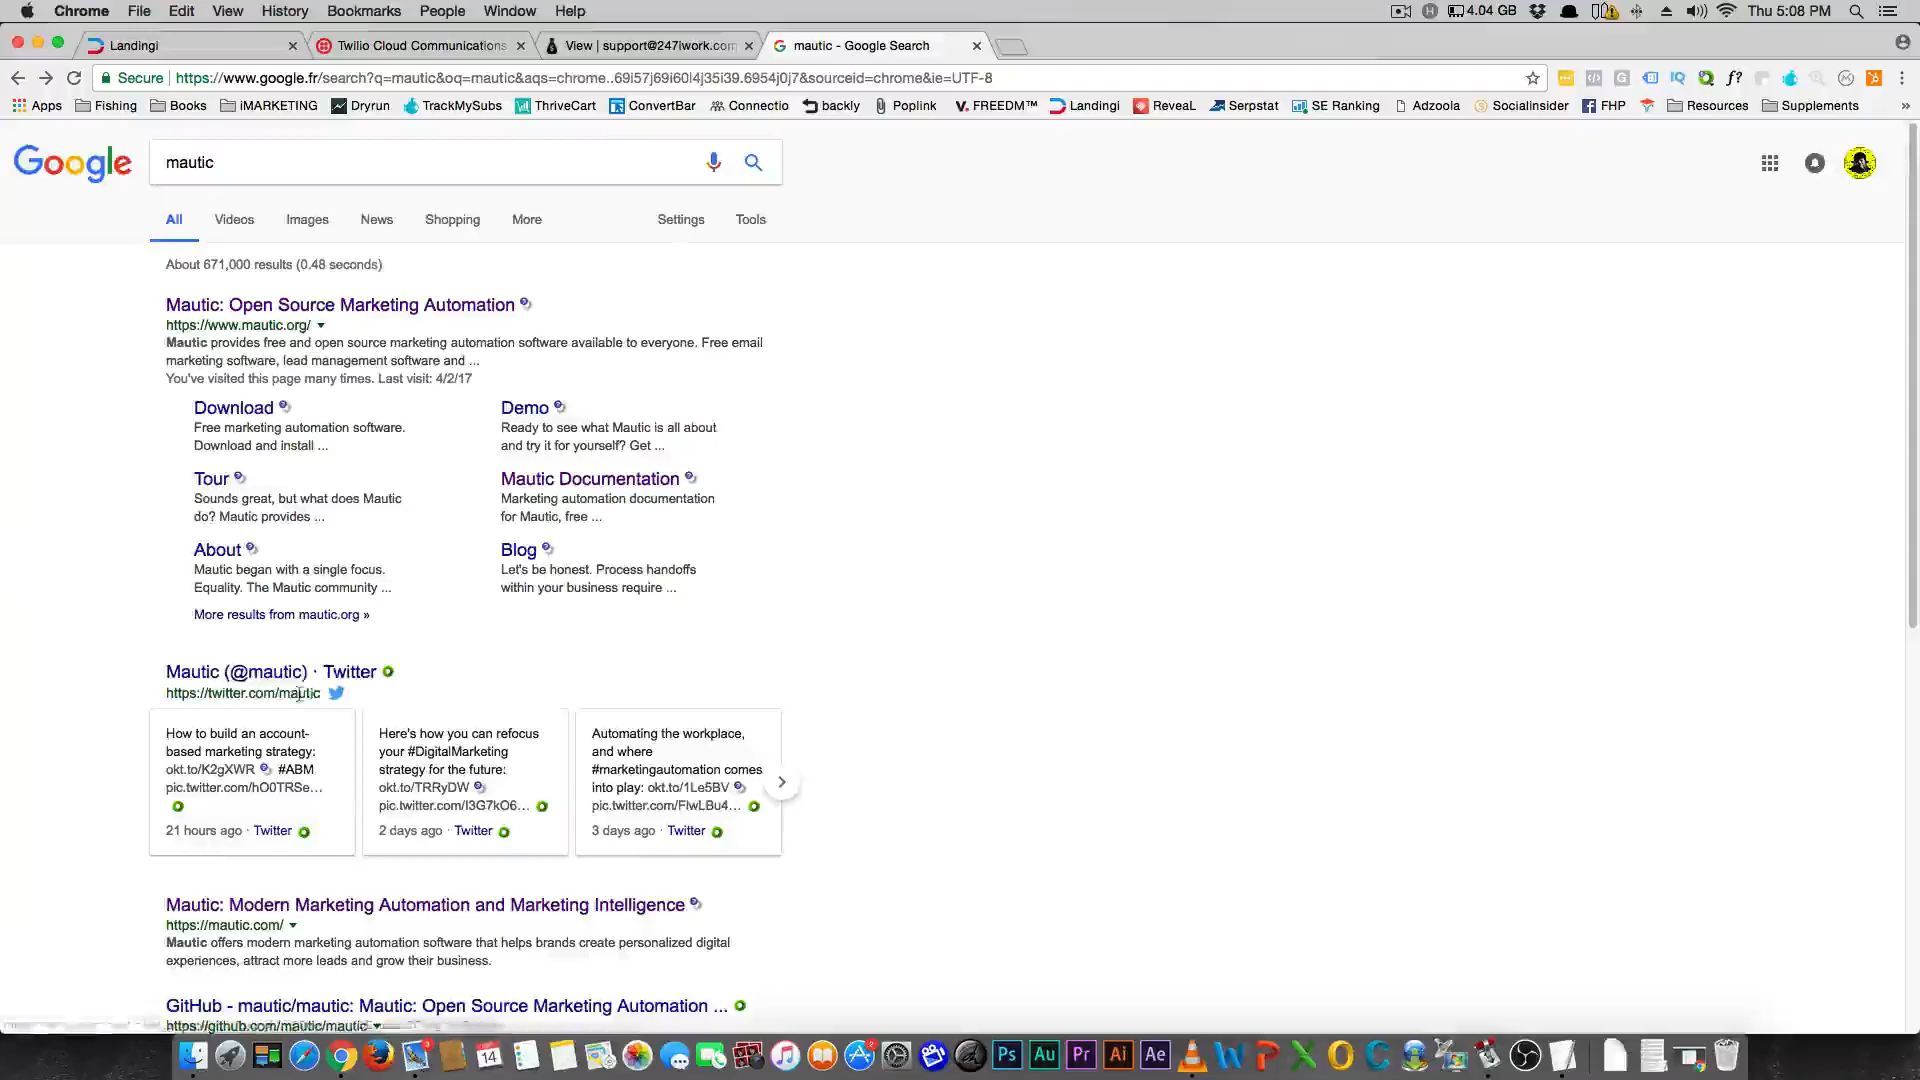 Chrome File Edit View History Bookmarks People Window Help 4.04 GB Thu 5:08 PM
Landingi
Twilio Cloud Communications
View | support@247iwork.com
mautic - Google Search
Secure https://www.google.fr/search?q=mautic&oq=mautic&aqs=chrome..69i57j69i60l4j35i39.6954j0j7&sourceid=chrome&ie=UTF-8
Apps Fishing Books iMARKETING Dryrun TrackMySubs ThriveCart ConvertBar Connectio backly Poplink V.FREEDM™ Landingi ReveaL Serpstat SE Ranking Adzoola Socialinsider FHP Resources Supplements »
Google
mautic
All Videos Images News Shopping More Settings Tools
About 671,000 results (0.48 seconds)
Mautic: Open Source Marketing Automation
https://www.mautic.org/
Mautic provides free and open source marketing automation software available to everyone. Free email
marketing software, lead management software and ...
You've visited this page many times. Last visit: 4/2/17
Download
Free marketing automation software.
Download and install ...
Demo
Ready to see what Mautic is all about
and try it for yourself? Get ...
Tour
Sounds great, but what does Mautic
do? Mautic provides ...
Mautic Documentation
Marketing automation documentation
for Mautic, free ...
About
Mautic began with a single focus.
Equality. The Mautic community ...
Blog
Let's be honest. Process handoffs
within your business require ...
More results from mautic.org »
Mautic (@mautic) · Twitter
https://twitter.com/mautic
How to build an account-
based marketing strategy:
okt.to/K2gXWR #ABM
pic.twitter.com/hO0TRSe...
21 hours ago · Twitter
Here's how you can refocus
your #DigitalMarketing
strategy for the future:
okt.to/TRRyDW
pic.twitter.com/I3G7kO6...
2 days ago · Twitter
Automating the workplace,
and where
#marketingautomation comes
into play: okt.to/1Le5BV
pic.twitter.com/FlwLBu4...
3 days ago · Twitter
Mautic: Modern Marketing Automation and Marketing Intelligence
https://mautic.com/
Mautic offers modern marketing automation software that helps brands create personalized digital
experiences, attract more leads and grow their business.
GitHub - mautic/mautic: Mautic: Open Source Marketing Automation ...
https://github.com/mautic/mautic
14 Ps Au Pr Ai Ae